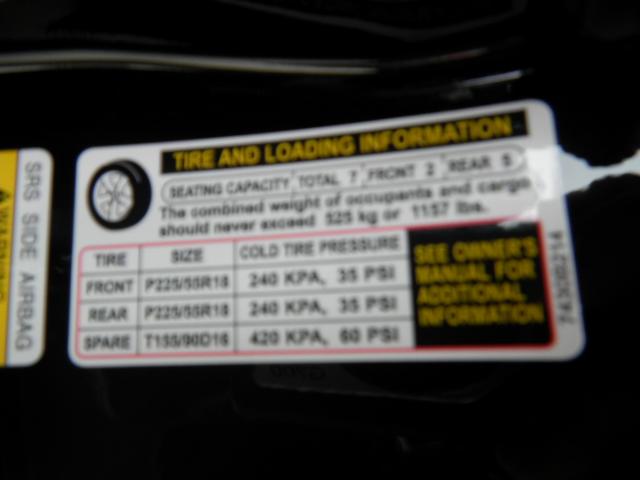 TIRE AND LOADING INFORMATION
SEATING CAPACITY TOTAL 7 FRONT 2 REAR 5
The combined weight of occupants and cargo
should never exceed 525 kg or 1157 lbs.
TIRE SIZE COLD TIRE PRESSURE
FRONT P225/55R18 240 KPA, 35 PSI
REAR P225/55R18 240 KPA, 35 PSI
SPARE T155/90D16 420 KPA, 60 PSI
SEE OWNER'S
MANUAL FOR
ADDITIONAL
INFORMATION
SRS SIDE AIRBAG
WARNING